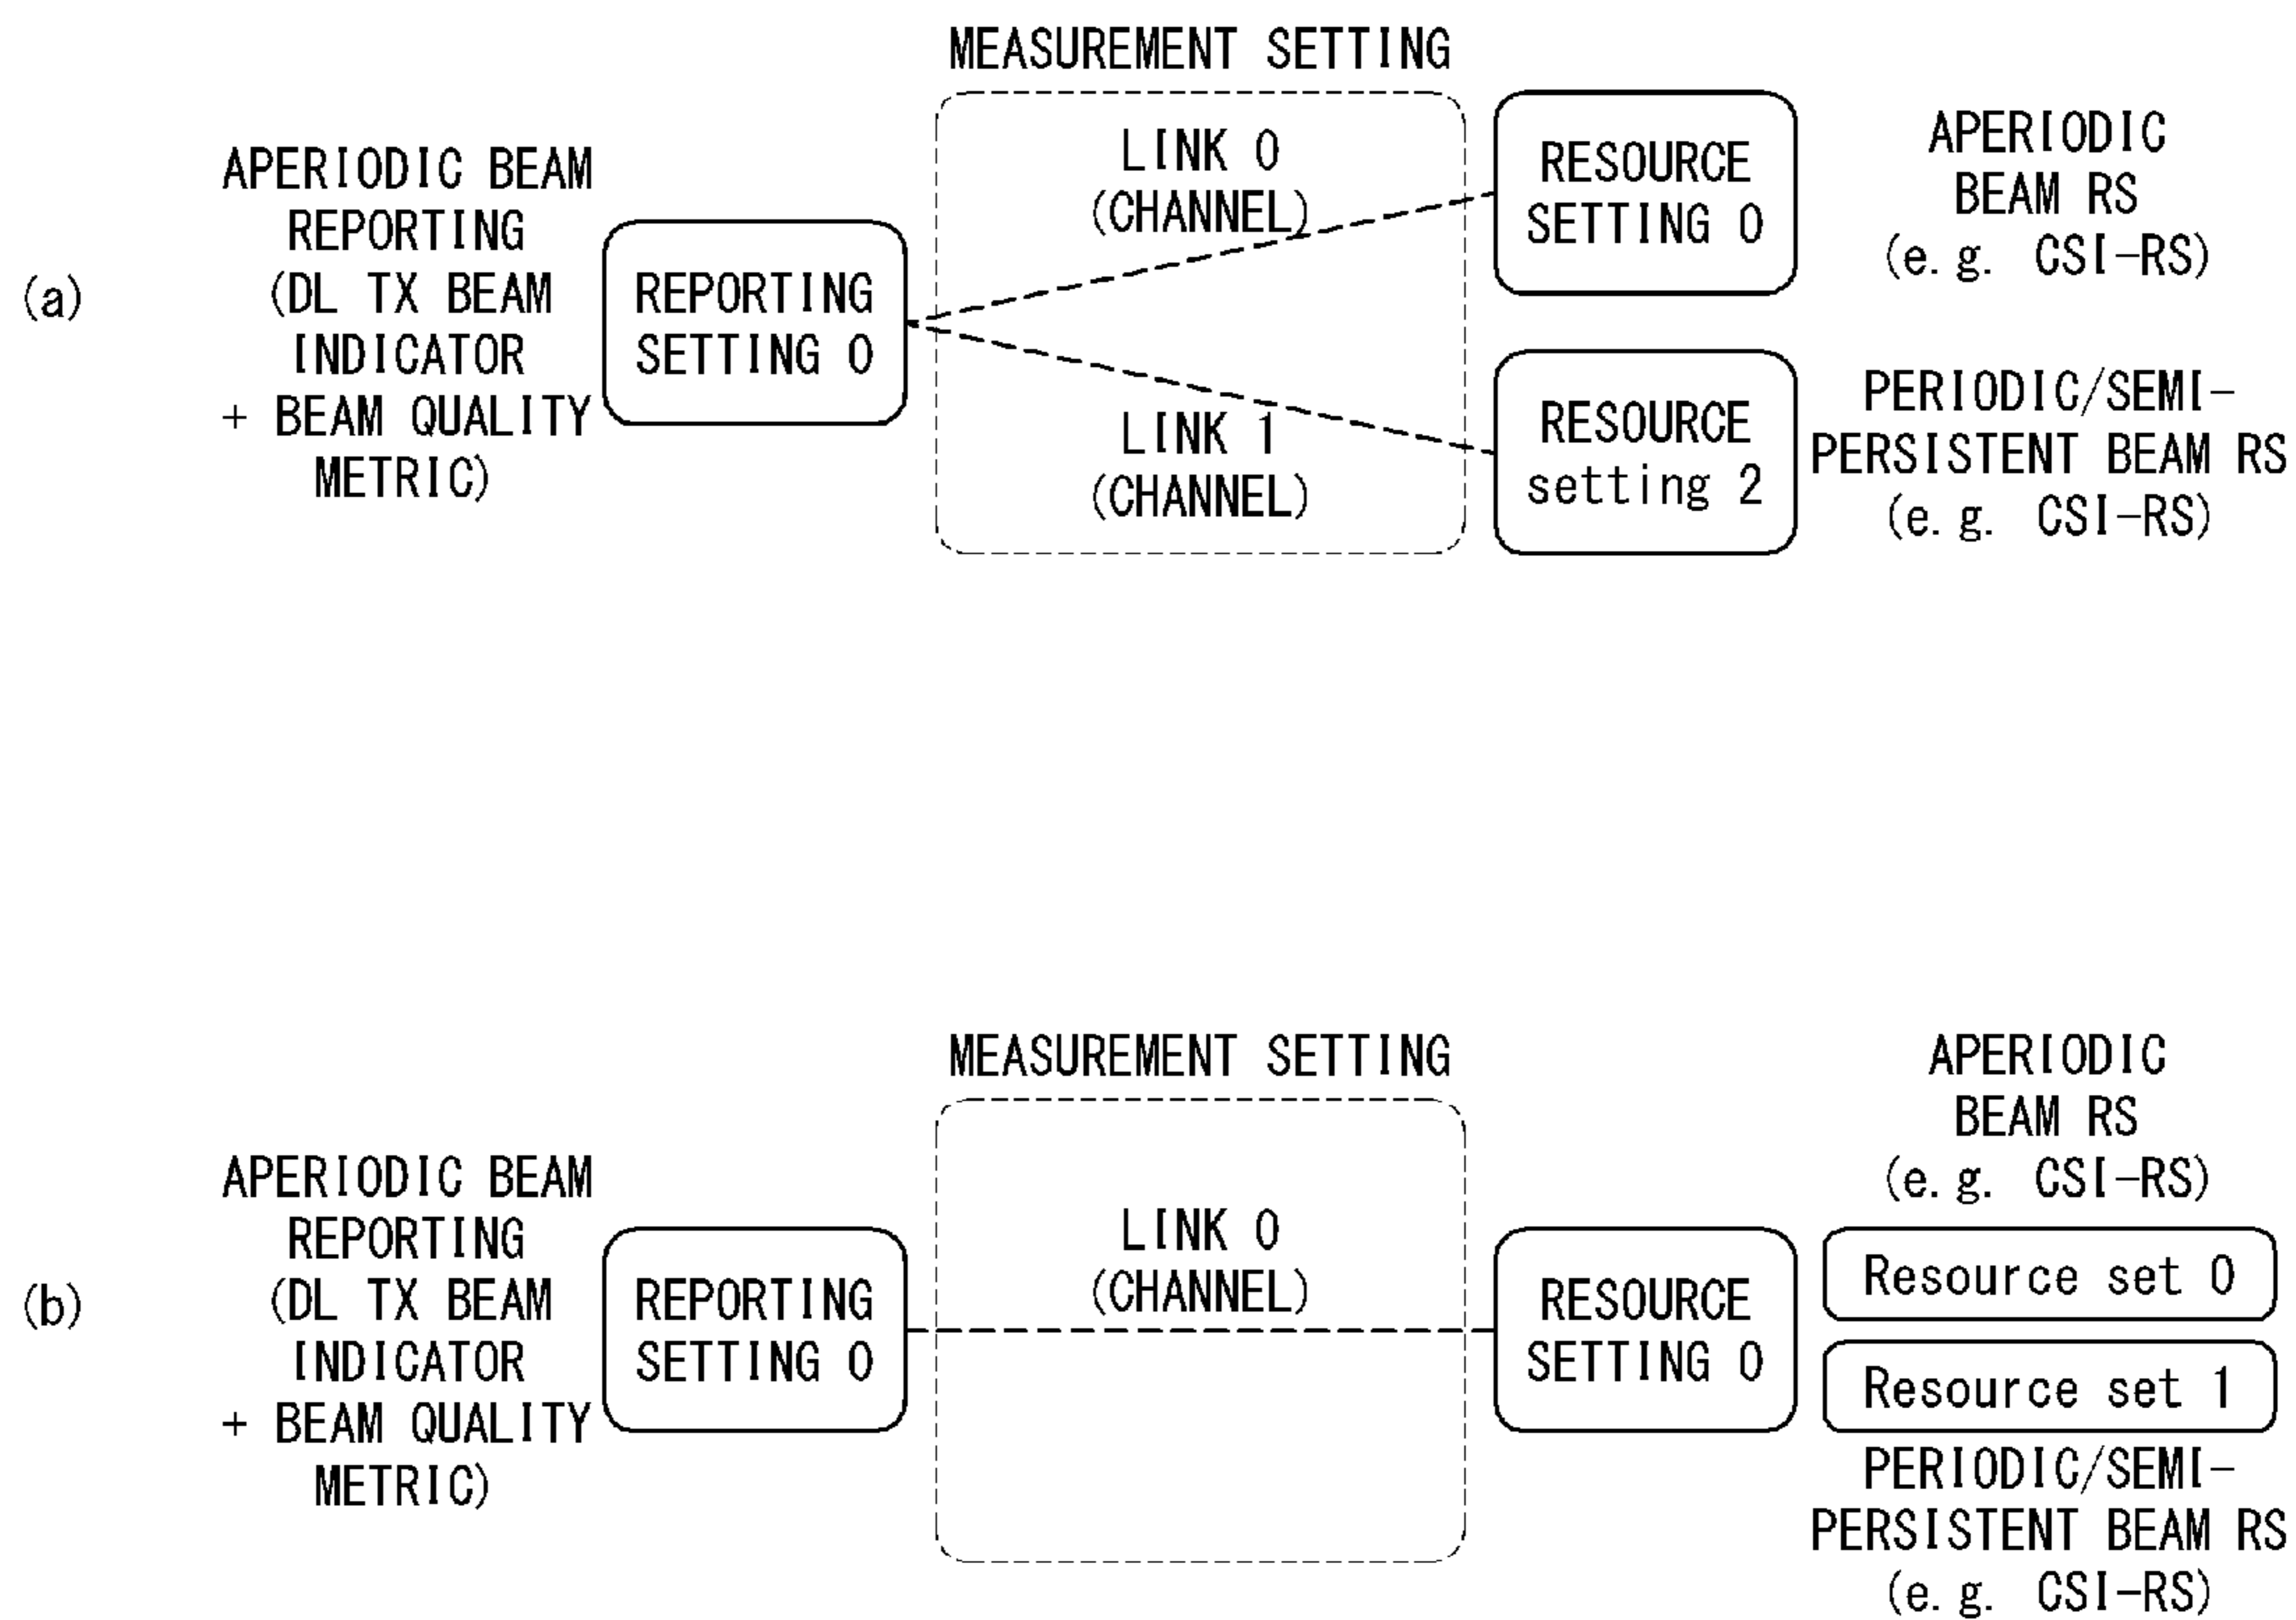 (a)
APERIODIC BEAM
REPORTING
(DL TX BEAM
INDICATOR
+ BEAM QUALITY
METRIC)
REPORTING
SETTING 0
MEASUREMENT SETTING
LINK 0
(CHANNEL)
LINK 1
(CHANNEL)
RESOURCE
SETTING 0
APERIODIC
BEAM RS
(e.g. CSI-RS)
RESOURCE
setting 2
PERIODIC/SEMI-
PERSISTENT BEAM RS
(e.g. CSI-RS)
(b)
APERIODIC BEAM
REPORTING
(DL TX BEAM
INDICATOR
+ BEAM QUALITY
METRIC)
REPORTING
SETTING 0
MEASUREMENT SETTING
LINK 0
(CHANNEL)
RESOURCE
SETTING 0
APERIODIC
BEAM RS
(e.g. CSI-RS)
Resource set 0
Resource set 1
PERIODIC/SEMI-
PERSISTENT BEAM RS
(e.g. CSI-RS)